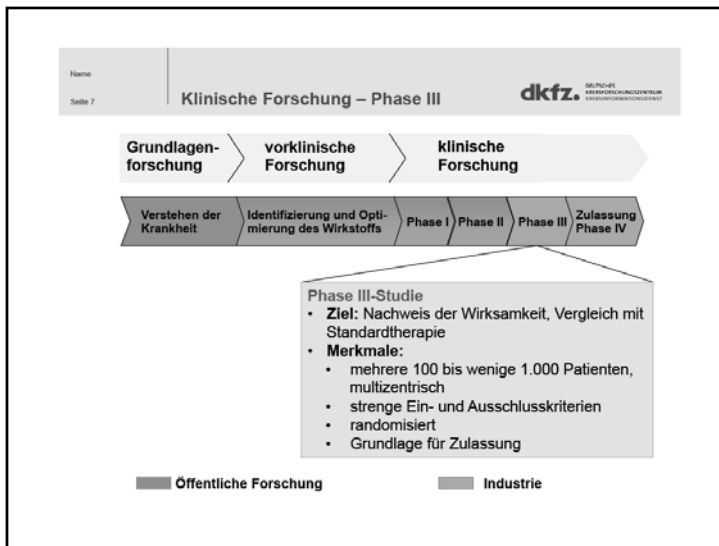 Name
Seite 7
Klinische Forschung – Phase III
dkfz.
DEUTSCHES
KREBSFORSCHUNGSZENTRUM
KREBSINFORMATIONSDIENST
Grundlagen-
forschung
vorklinische
Forschung
klinische
Forschung
Verstehen der
Krankheit
Identifizierung und Opti-
mierung des Wirkstoffs
Phase I
Phase II
Phase III
Zulassung
Phase IV
Phase III-Studie
• Ziel: Nachweis der Wirksamkeit, Vergleich mit
Standardtherapie
• Merkmale:
• mehrere 100 bis wenige 1.000 Patienten,
multizentrisch
• strenge Ein- und Ausschlusskriterien
• randomisiert
• Grundlage für Zulassung
Öffentliche Forschung
Industrie